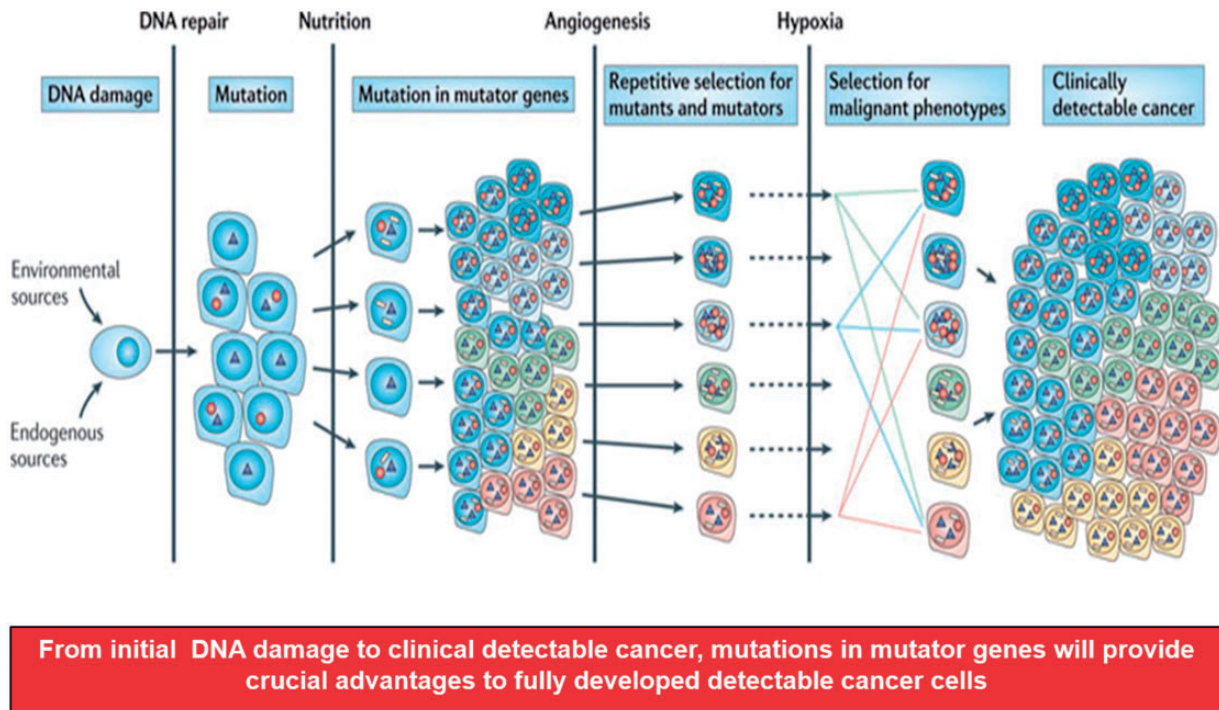 DNA repair
Nutrition
Angiogenesis
Hypoxia
DNA damage
Mutation
Mutation in mutator genes
Repetitive selection for
mutants and mutators
Selection for
malignant phenotypes
Clinically
detectable cancer
Environmental
sources
Endogenous
sources
From initial DNA damage to clinical detectable cancer, mutations in mutator genes will provide
crucial advantages to fully developed detectable cancer cells